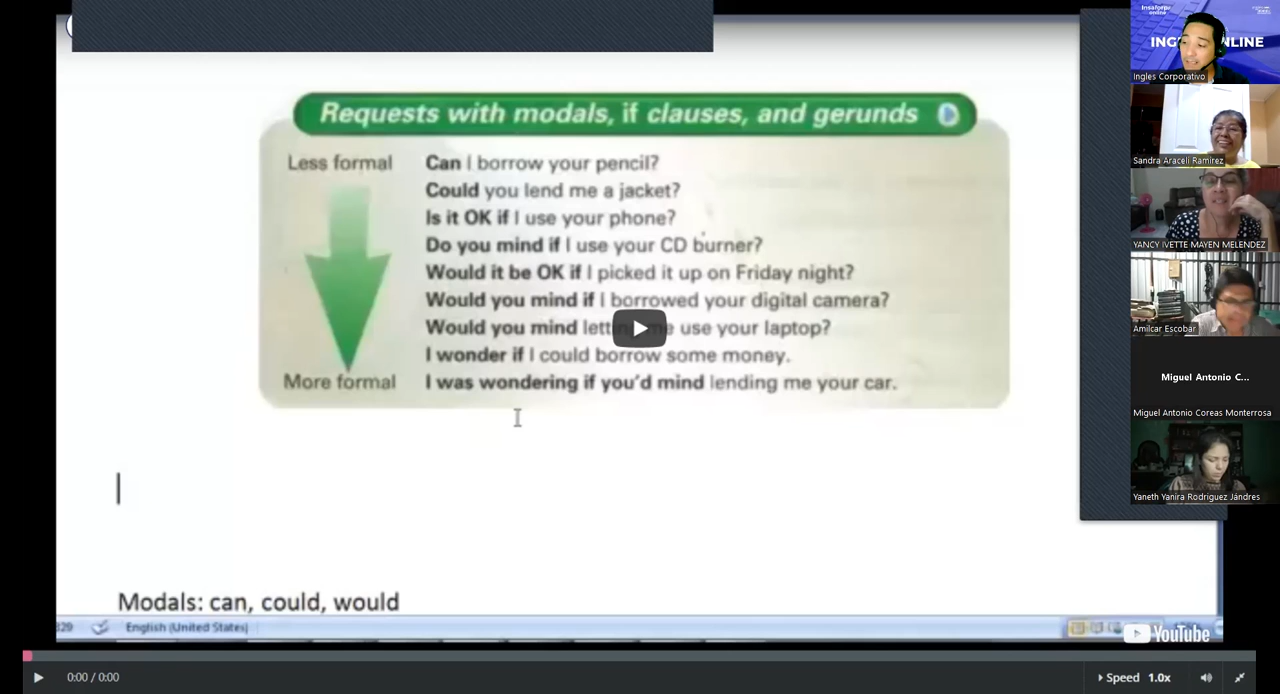 Requests with modals, if clauses, and gerunds
Less formal
Can I borrow your pencil?
Could you lend me a jacket?
Is it OK if I use your phone?
Do you mind if I use your CD burner?
Would it be OK if I picked it up on Friday night?
Would you mind if I borrowed your digital camera?
Would you mind letting me use your laptop?
I wonder if I could borrow some money.
More formal
I was wondering if you'd mind lending me your car.
Modals: can, could, would
329
English (United States)
YouTube
0:00 / 0:00
Speed 1.0x
Insaforp
online
Ingles Corporativo
Sandra Araceli Ramirez
YANCY IVETTE MAYEN MELENDEZ
Amilcar Escobar
Miguel Antonio C...
Miguel Antonio Coreas Monterrosa
Yaneth Yanira Rodriguez Jándres